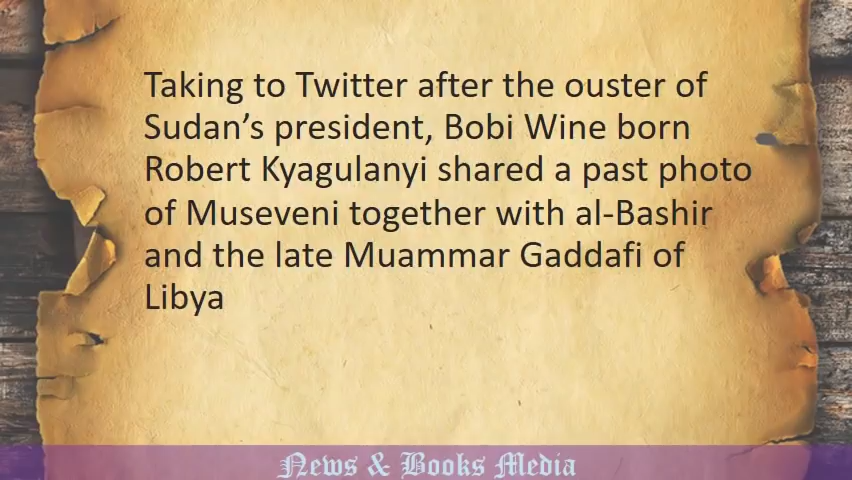 Taking to Twitter after the ouster of
Sudan’s president, Bobi Wine born
Robert Kyagulanyi shared a past photo
of Museveni together with al-Bashir
and the late Muammar Gaddafi of
Libya
News & Books Media